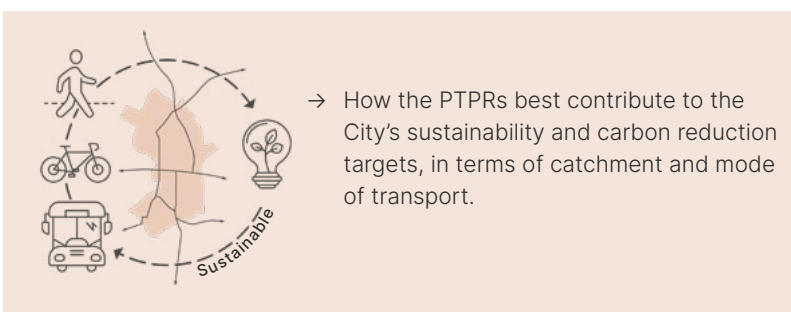 → How the PTPRs best contribute to the
City's sustainability and carbon reduction
targets, in terms of catchment and mode
of transport.
Sustainable